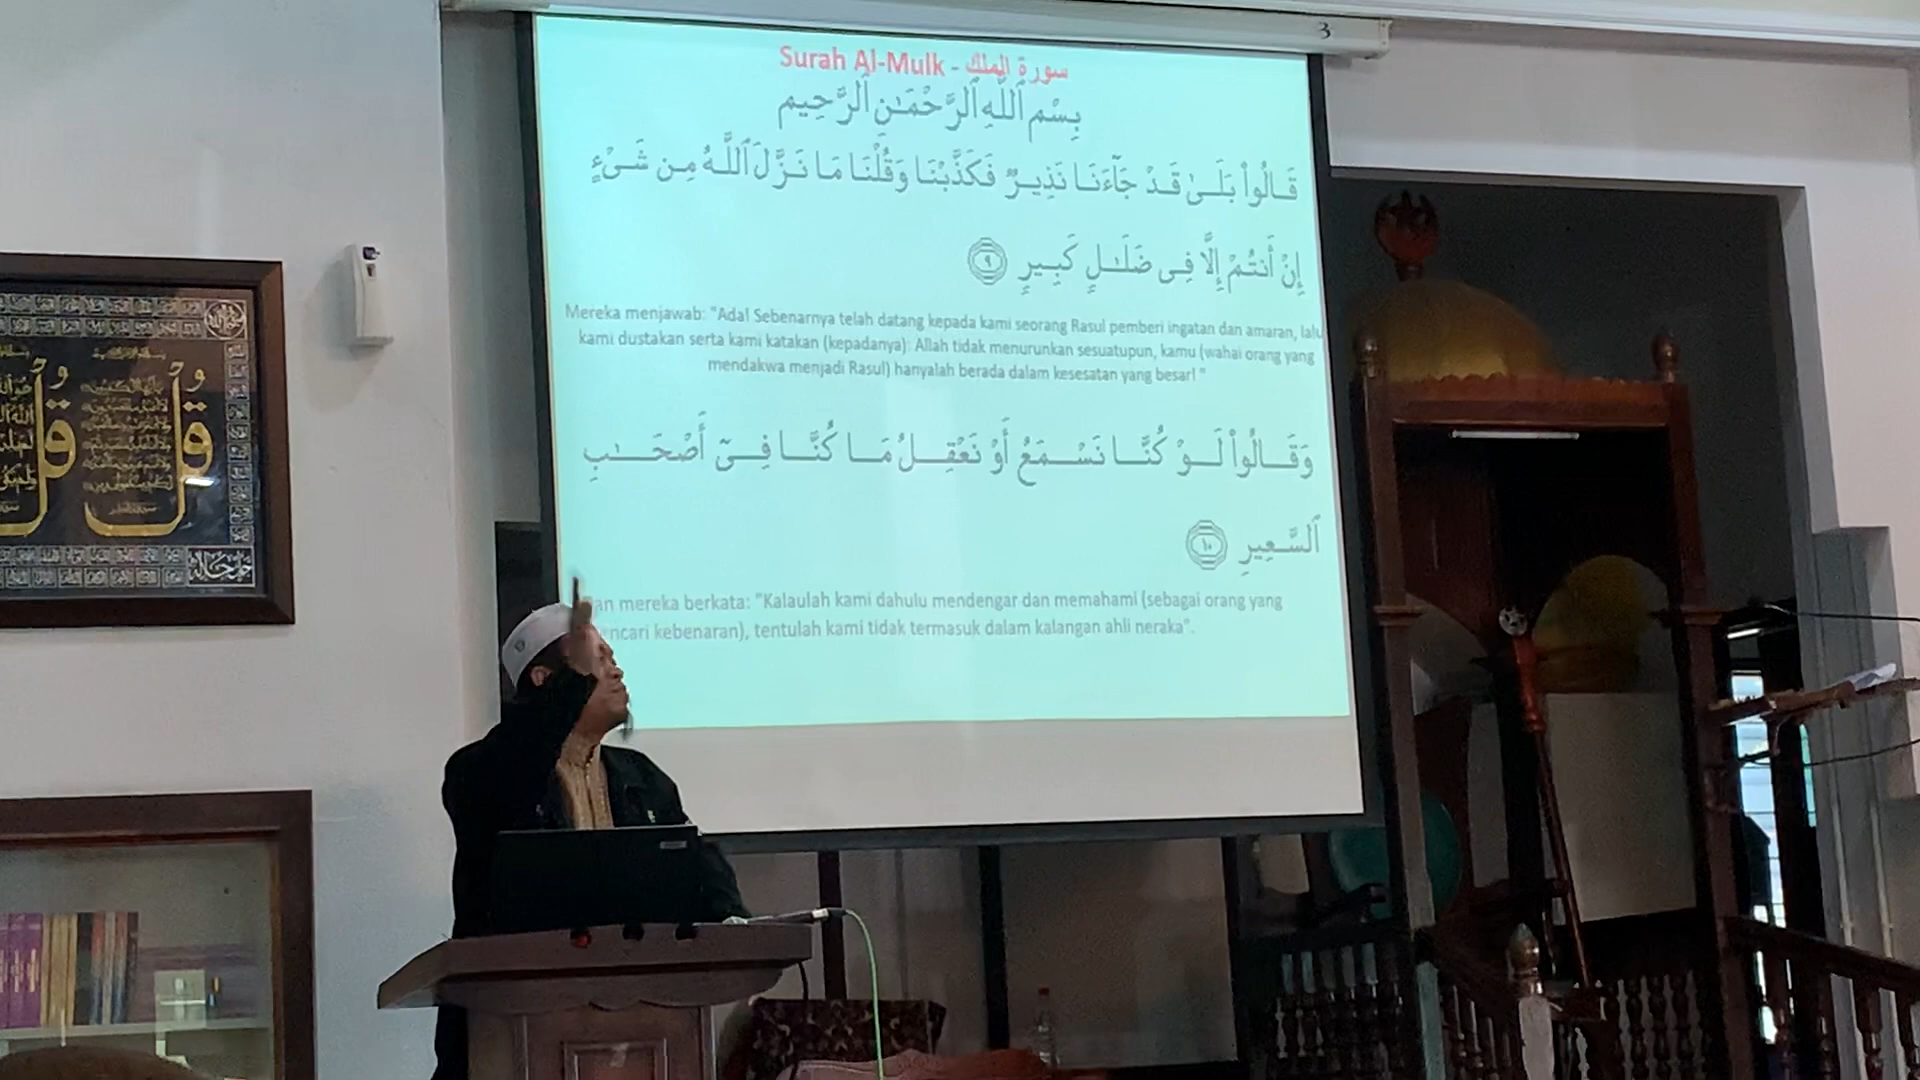 3
Surah Al-Mulk - سورة الملك
بِسْمِ ٱللَّهِ ٱلرَّحْمَـٰنِ ٱلرَّحِيمِ
قَالُوا۟ بَلَىٰ قَدْ جَآءَنَا نَذِيرٌ فَكَذَّبْنَا وَقُلْنَا مَا نَزَّلَ ٱللَّهُ مِن شَىْءٍ
إِنْ أَنتُمْ إِلَّا فِى ضَلَـٰلٍ كَبِيرٍ ٩
Mereka menjawab: "Ada! Sebenarnya telah datang kepada kami seorang Rasul pemberi ingatan dan amaran, lalu
kami dustakan serta kami katakan (kepadanya): Allah tidak menurunkan sesuatupun, kamu (wahai orang yang
mendakwa menjadi Rasul) hanyalah berada dalam kesesatan yang besar! "
وَقَالُوا۟ لَوْ كُنَّا نَسْمَعُ أَوْ نَعْقِلُ مَا كُنَّا فِىٓ أَصْحَـٰبِ
ٱلسَّعِيرِ ١٠
an mereka berkata: "Kalaulah kami dahulu mendengar dan memahami (sebagai orang yang
ncari kebenaran), tentulah kami tidak termasuk dalam kalangan ahli neraka".
قل
قل